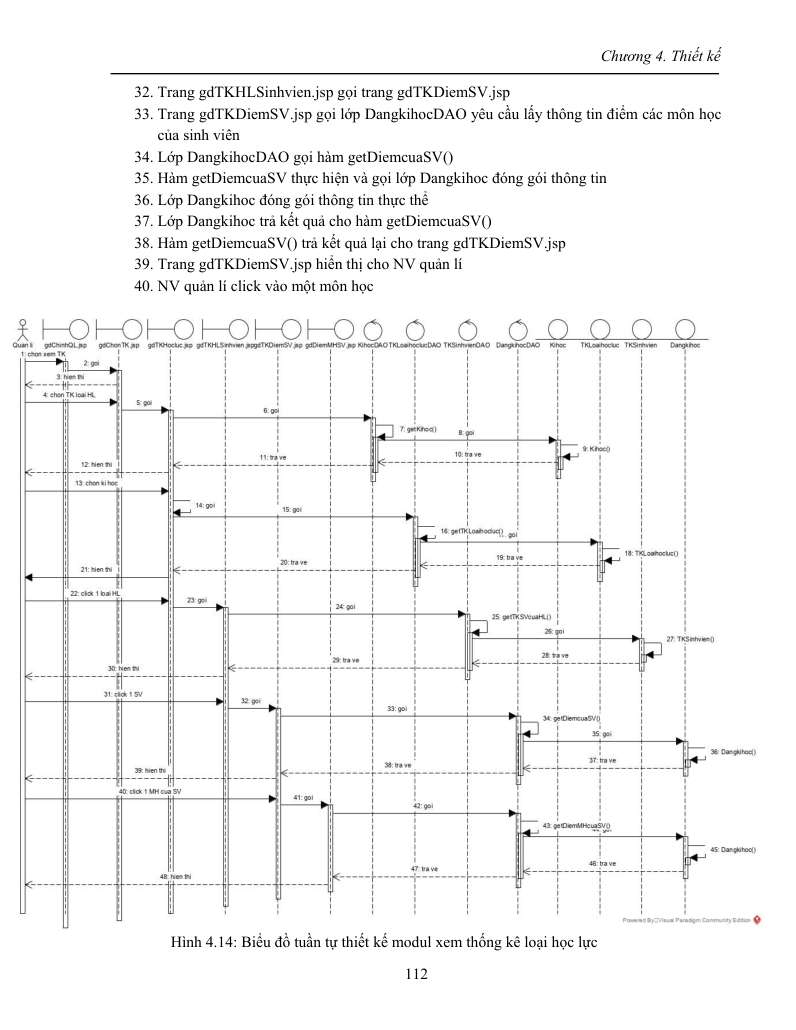 Chương 4. Thiết kế
32. Trang gdTKHLSinhvien.jsp gọi trang gdTKDiemSV.jsp
33. Trang gdTKDiemSV.jsp gọi lớp DangkihocDAO yêu cầu lấy thông tin điểm các môn học
của sinh viên
34. Lớp DangkihocDAO gọi hàm getDiemcuaSV()
35. Hàm getDiemcuaSV thực hiện và gọi lớp Dangkihoc đóng gói thông tin
36. Lớp Dangkihoc đóng gói thông tin thực thể
37. Lớp Dangkihoc trả kết quả cho hàm getDiemcuaSV()
38. Hàm getDiemcuaSV() trả kết quả lại cho trang gdTKDiemSV.jsp
39. Trang gdTKDiemSV.jsp hiển thị cho NV quản lí
40. NV quản lí click vào một môn học
Quan li gdChinhQL.jsp gdChonTK.jsp gdTKHocluc.jsp gdTKHLSinhvien.jsp gdTKDiemSV.jsp gdDiemMHSV.jsp KihocDAO TKLoaihoclucDAO TKSinhvienDAO DangkihocDAO Kihoc TKLoaihocluc TKSinhvien Dangkihoc
1: chon xem TK
2: goi
3: hien thi
4: chon TK loai HL
5: goi
6: goi
7: getKihoc()
8: goi
9: Kihoc()
10: tra ve
11: tra ve
12: hien thi
13: chon ki hoc
14: goi
15: goi
16: getTKLoaihocluc()
goi
18: TKLoaihocluc()
19: tra ve
20: tra ve
21: hien thi
22: click 1 loai HL
23: goi
24: goi
25: getTKSVcuaHL()
26: goi
27: TKSinhvien()
28: tra ve
29: tra ve
30: hien thi
31: click 1 SV
32: goi
33: goi
34: getDiemcuaSV()
35: goi
36: Dangkihoc()
37: tra ve
38: tra ve
39: hien thi
40: click 1 MH cua SV
41: goi
42: goi
43: getDiemMHcuaSV()
45: Dangkihoc()
46: tra ve
47: tra ve
48: hien thi
Powered By Visual Paradigm Community Edition
Hình 4.14: Biểu đồ tuần tự thiết kế modul xem thống kê loại học lực
112